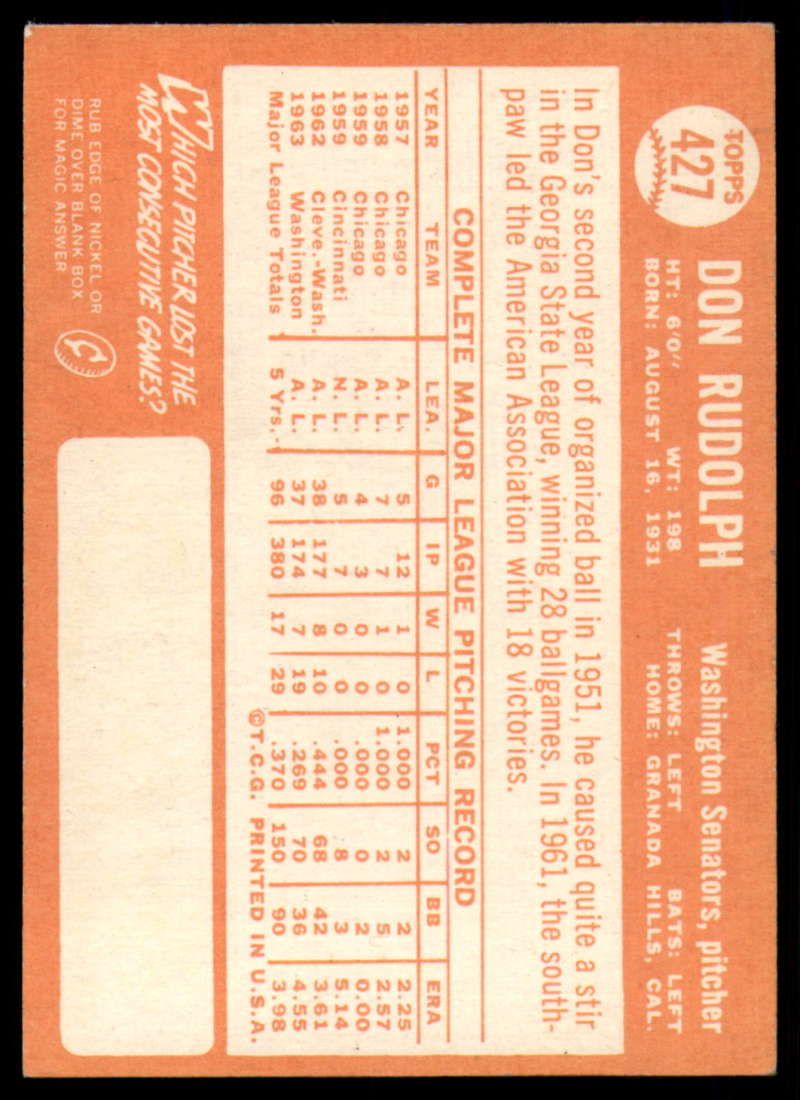 TOPPS
427
DON RUDOLPH
Washington Senators, pitcher
HT: 6'0" WT: 198 THROWS: LEFT BATS: LEFT
BORN: AUGUST 16, 1931 HOME: GRANADA HILLS, CAL.
In Don's second year of organized ball in 1951, he caused quite a stir
in the Georgia State League, winning 28 ballgames. In 1961, the south-
paw led the American Association with 18 victories.
COMPLETE MAJOR LEAGUE PITCHING RECORD
YEAR TEAM LEA. G IP W L PCT SO BB ERA
1957 Chicago A. L. 5 12 1 0 1.000 2 2 2.25
1958 Chicago A. L. 7 7 1 0 1.000 2 5 2.57
1959 Chicago A. L. 4 3 0 0 .000 0 2 0.00
1959 Cincinnati N. L. 5 7 0 0 .000 8 3 5.14
1962 Cleve.-Wash. A. L. 38 177 8 10 .444 68 42 3.61
1963 Washington A. L. 37 174 7 19 .269 70 36 4.55
Major League Totals 5 Yrs. 96 380 17 29 .370 150 90 3.98
©T.C.G. PRINTED IN U.S.A.
WHICH PITCHER LOST THE
MOST CONSECUTIVE GAMES?
RUB EDGE OF NICKEL OR
DIME OVER BLANK BOX
FOR MAGIC ANSWER